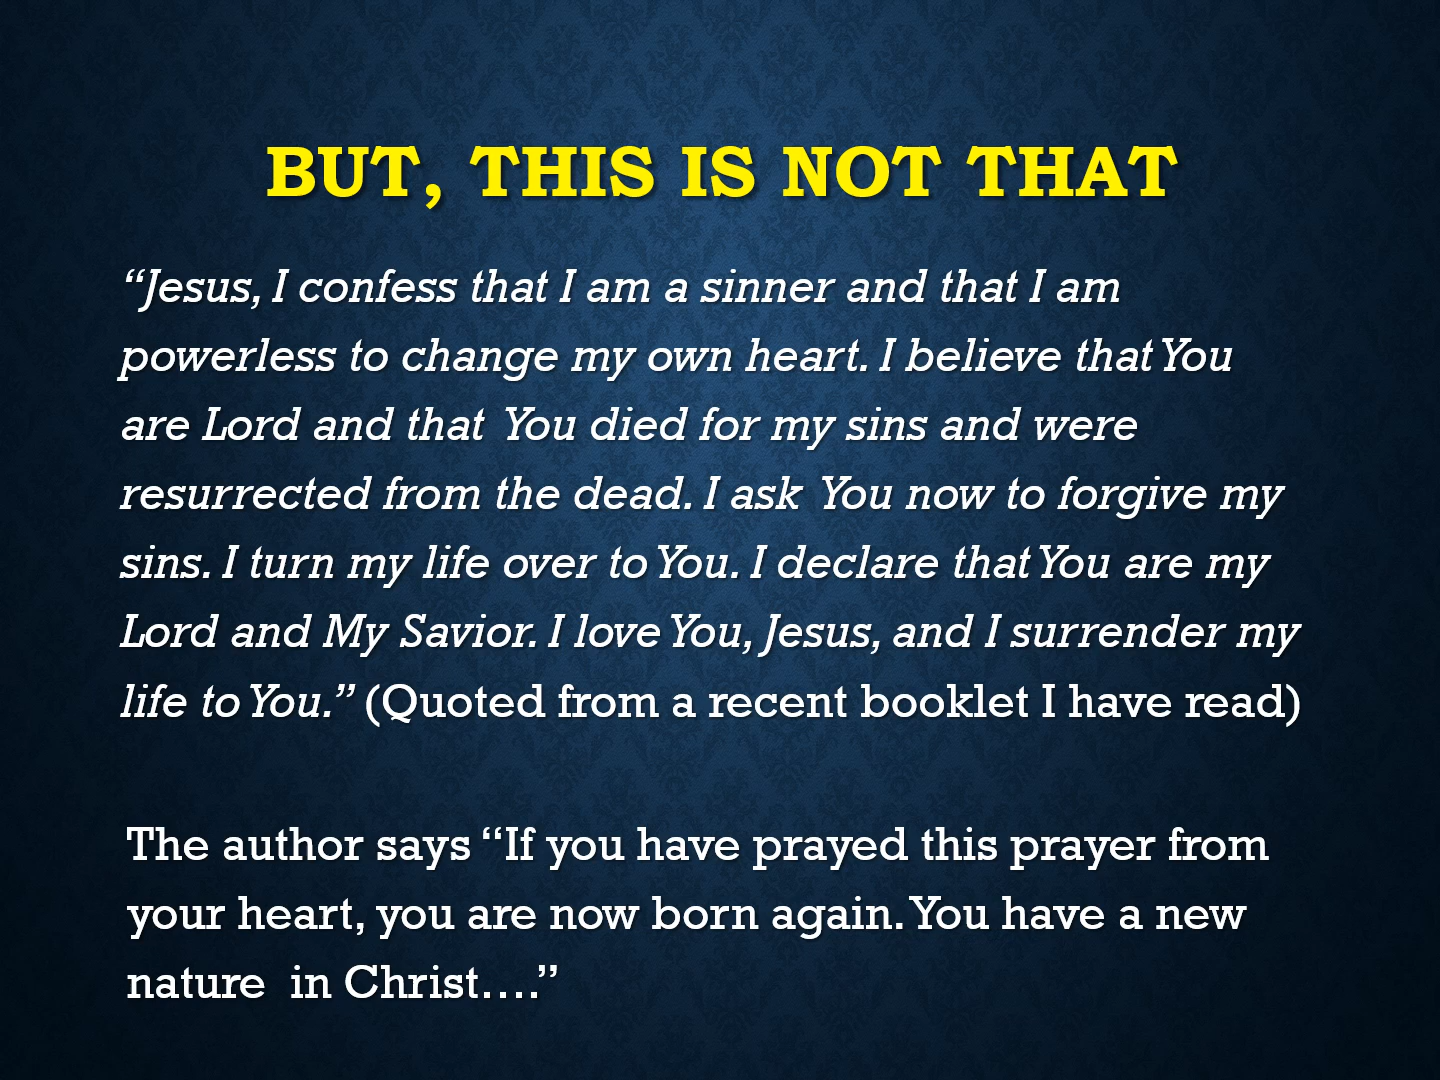 BUT, THIS IS NOT THAT
“Jesus, I confess that I am a sinner and that I am
powerless to change my own heart. I believe that You
are Lord and that You died for my sins and were
resurrected from the dead. I ask You now to forgive my
sins. I turn my life over to You. I declare that You are my
Lord and My Savior. I love You, Jesus, and I surrender my
life to You.” (Quoted from a recent booklet I have read)
The author says “If you have prayed this prayer from
your heart, you are now born again. You have a new
nature in Christ….”